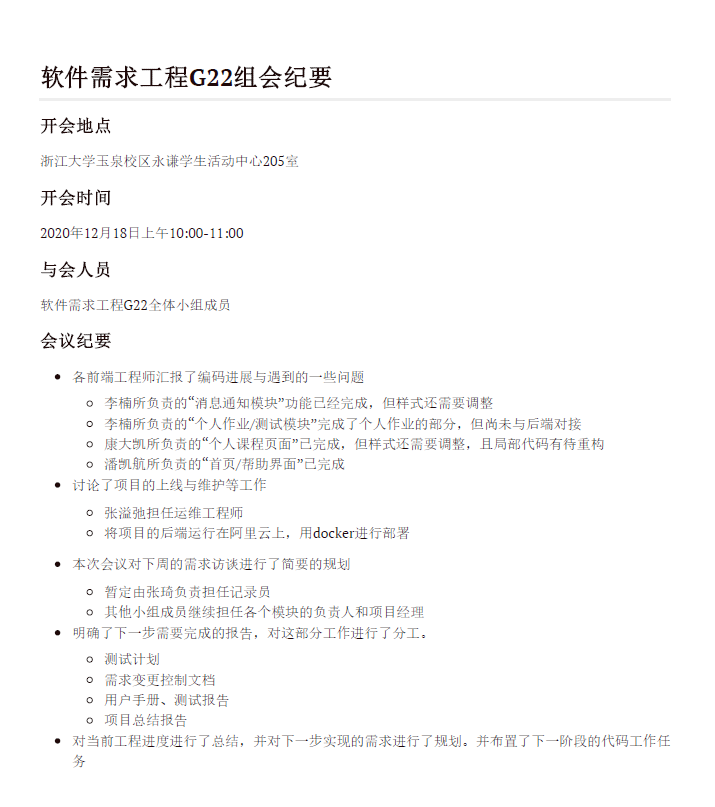 软件需求工程G22组会纪要
开会地点
浙江大学玉泉校区永谦学生活动中心205室
开会时间
2020年12月18日上午10:00-11:00
与会人员
软件需求工程G22全体小组成员
会议纪要
各前端工程师汇报了编码进展与遇到的一些问题
李楠所负责的“消息通知模块”功能已经完成，但样式还需要调整
李楠所负责的“个人作业/测试模块”完成了个人作业的部分，但尚未与后端对接
康大凯所负责的“个人课程页面”已完成，但样式还需要调整，且局部代码有待重构
潘凯航所负责的“首页/帮助界面”已完成
讨论了项目的上线与维护等工作
张溢弛担任运维工程师
将项目的后端运行在阿里云上，用docker进行部署
本次会议对下周的需求访谈进行了简要的规划
暂定由张琦负责担任记录员
其他小组成员继续担任各个模块的负责人和项目经理
明确了下一步需要完成的报告，对这部分工作进行了分工。
测试计划
需求变更控制文档
用户手册、测试报告
项目总结报告
对当前工程进度进行了总结，并对下一步实现的需求进行了规划。并布置了下一阶段的代码工作任
务